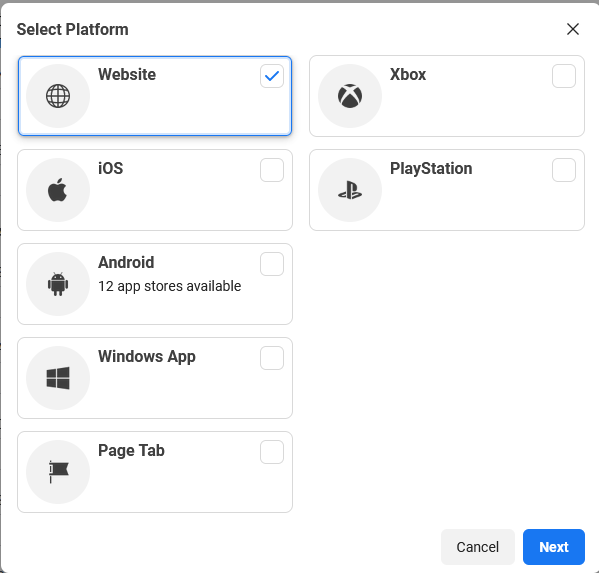 Select Platform
Website
Xbox
iOS
PlayStation
Android
12 app stores available
Windows App
Page Tab
Cancel
Next